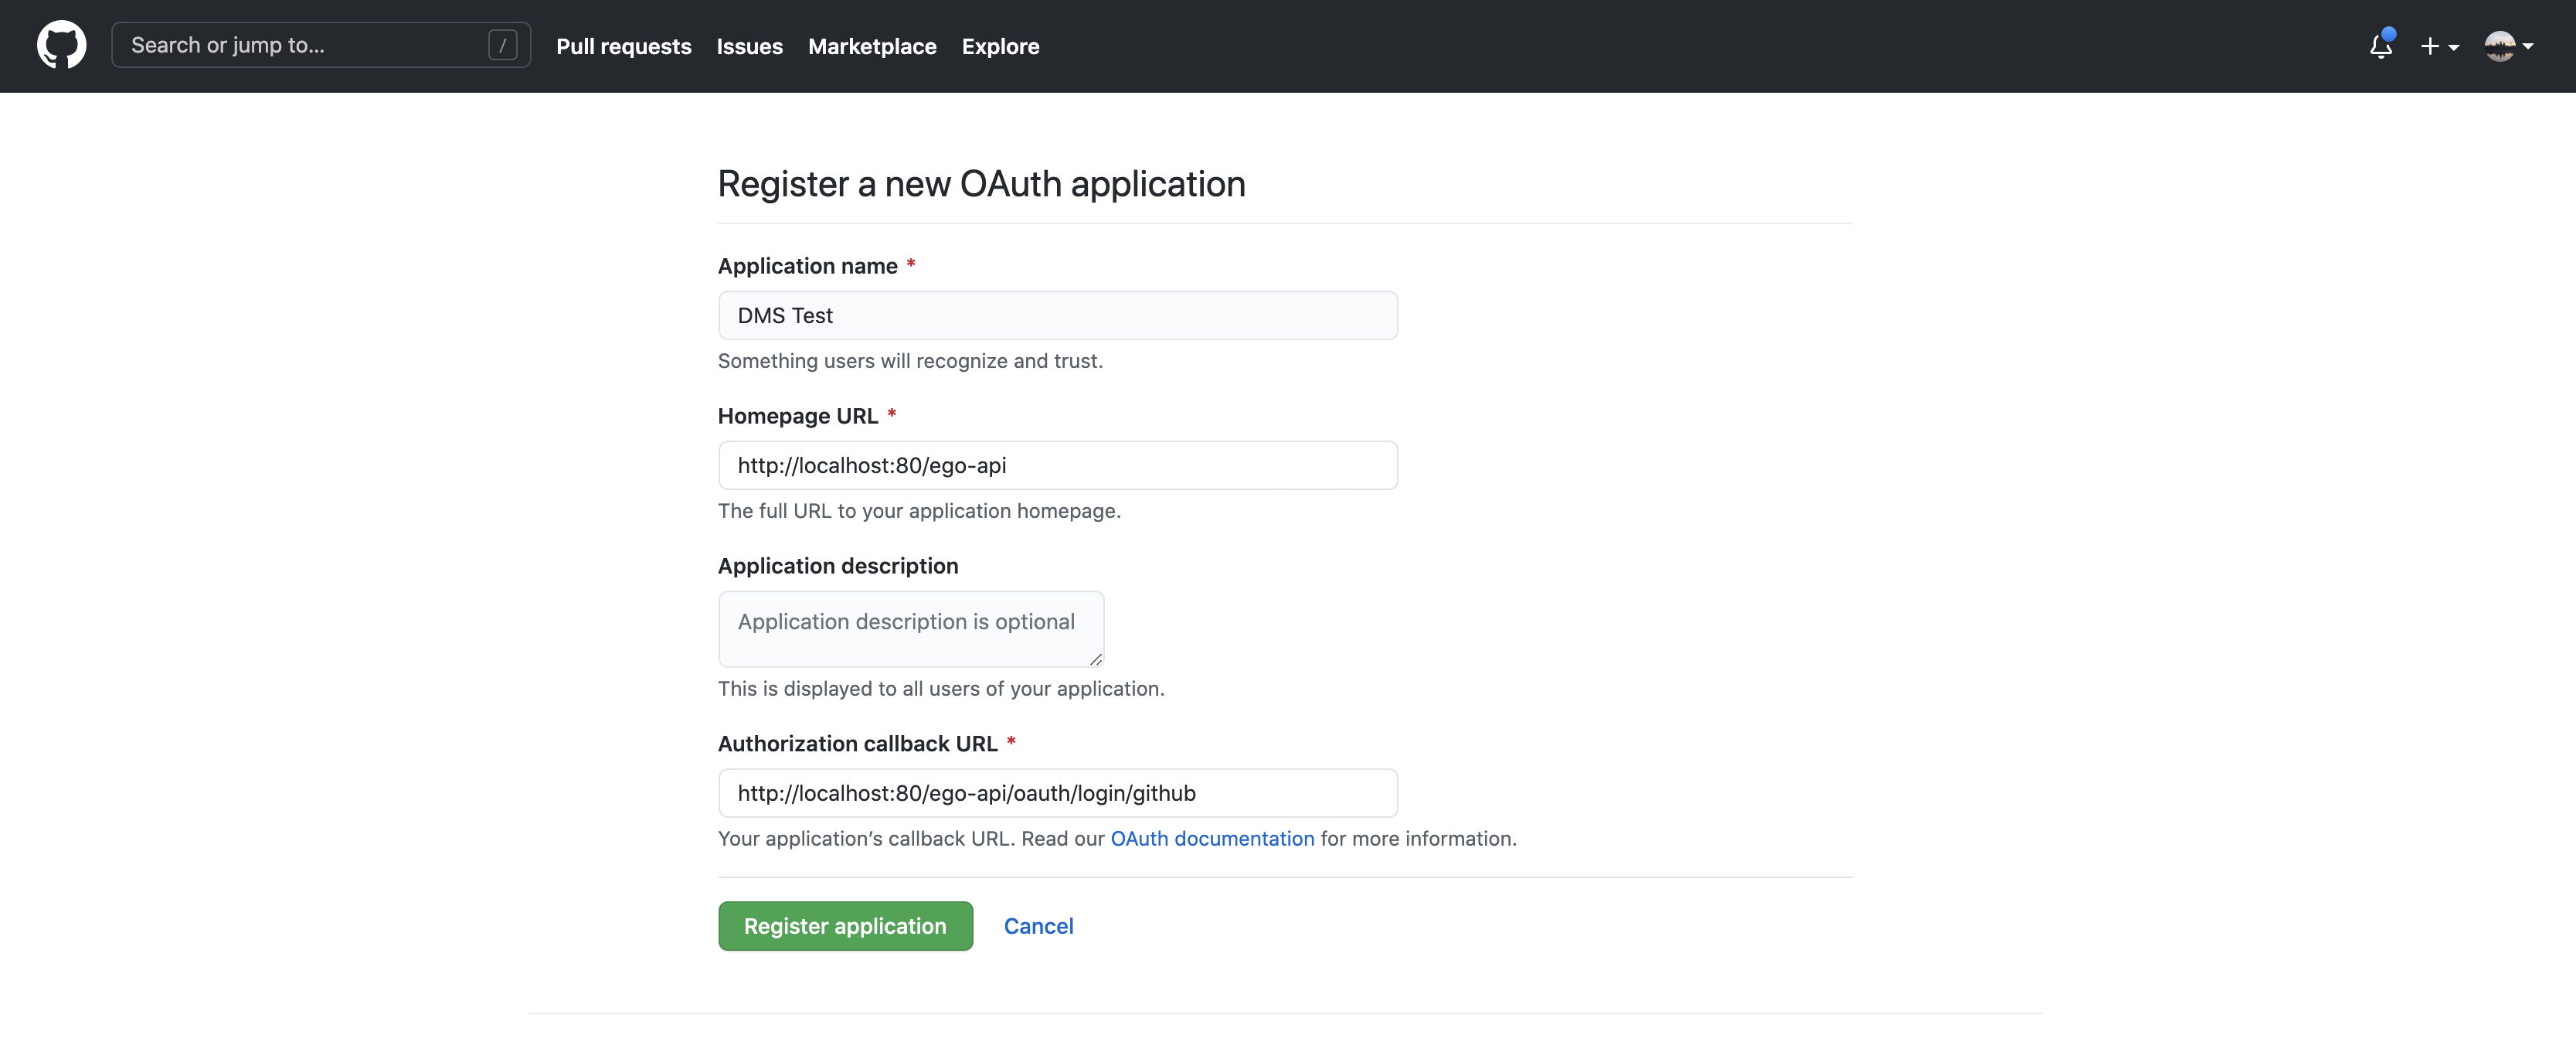 Search or jump to... /
Pull requests Issues Marketplace Explore
Register a new OAuth application
Application name *
DMS Test
Something users will recognize and trust.
Homepage URL *
http://localhost:80/ego-api
The full URL to your application homepage.
Application description
Application description is optional
This is displayed to all users of your application.
Authorization callback URL *
http://localhost:80/ego-api/oauth/login/github
Your application’s callback URL. Read our OAuth documentation for more information.
Register application Cancel